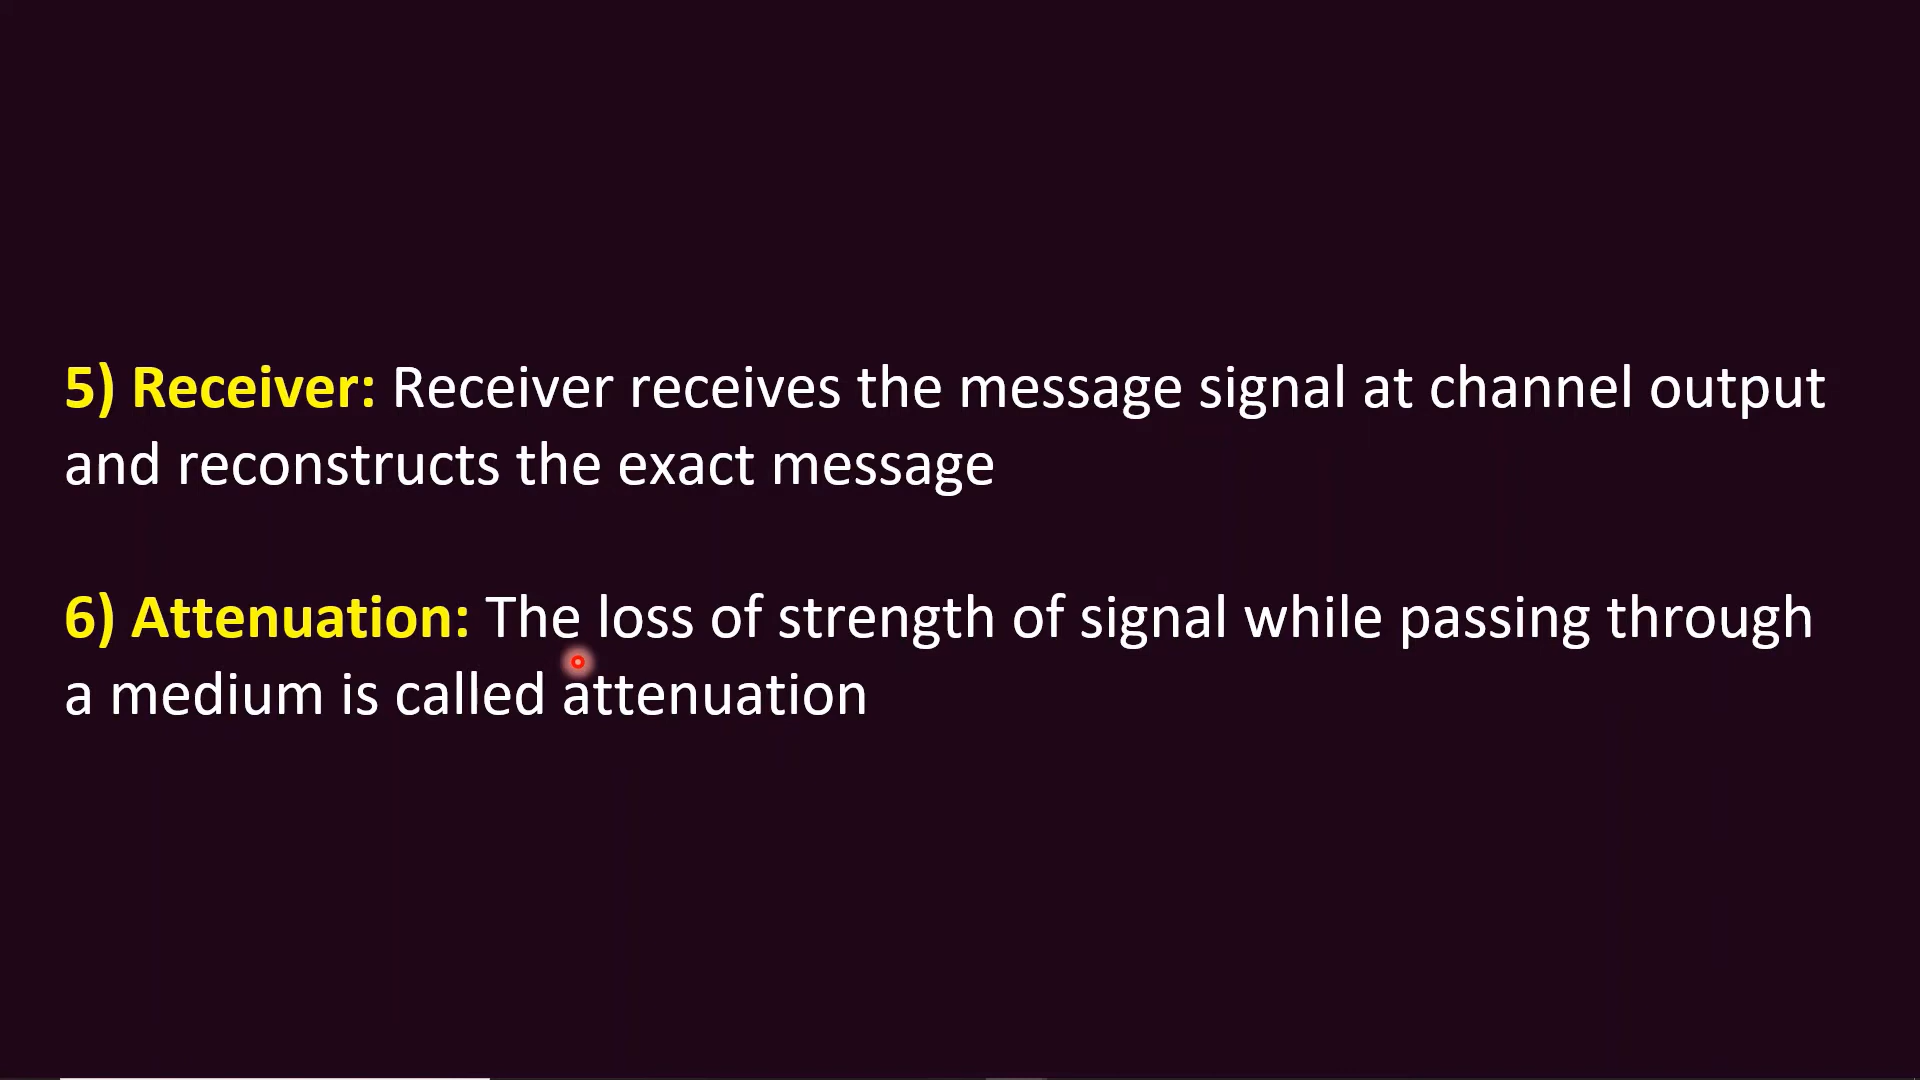 5) Receiver: Receiver receives the message signal at channel output
and reconstructs the exact message
6) Attenuation: The loss of strength of signal while passing through
a medium is called attenuation